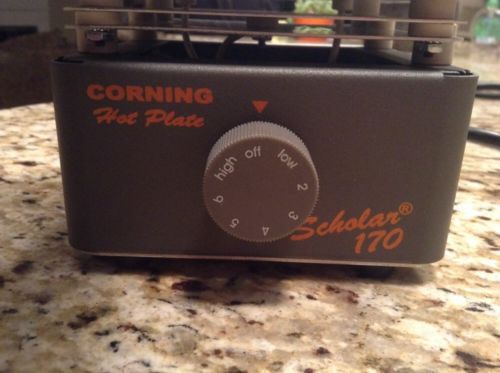 CORNING
Hot Plate
off
low
2
3
4
5
6
high
Scholar®
170